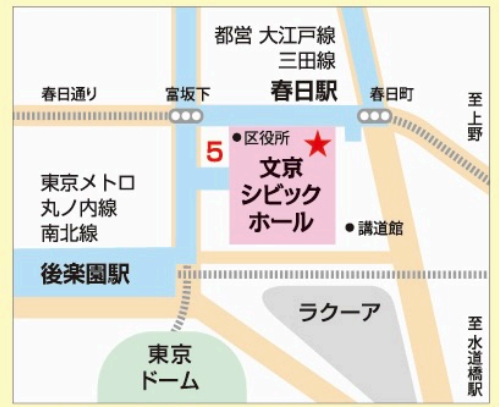 都営 大江戸線
三田線
春日駅
春日通り
富坂下
春日町
至上野
5
区役所
★
文京
シビック
ホール
東京メトロ
丸ノ内線
南北線
講道館
後楽園駅
ラクーア
東京
ドーム
至水道橋駅